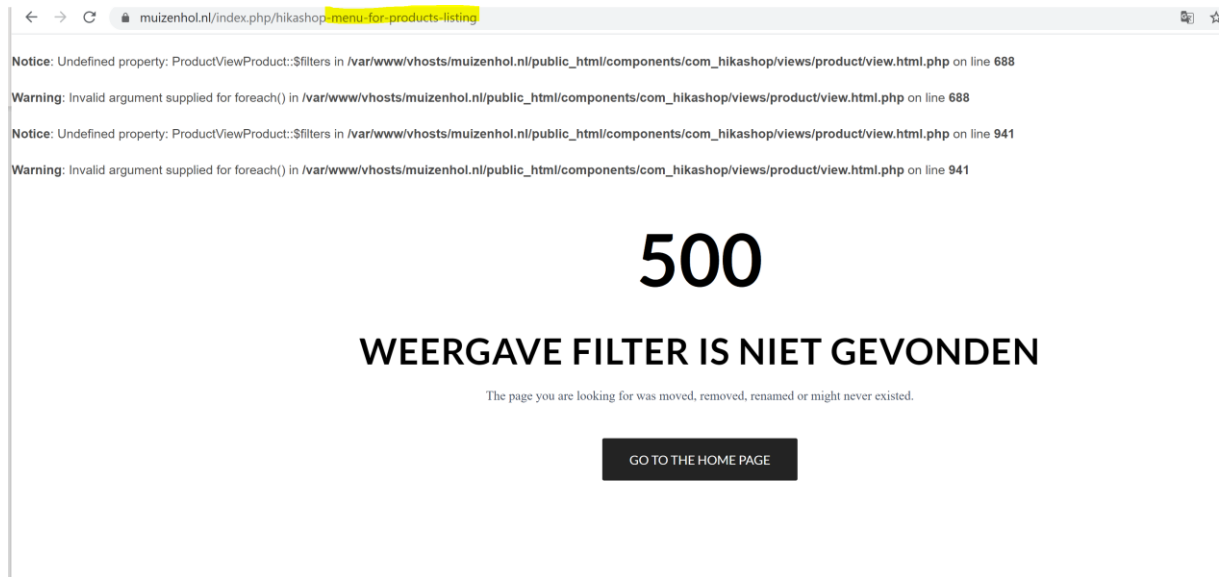 muizenhol.nl/index.php/hikashop-menu-for-products-listing
Notice: Undefined property: ProductViewProduct::$filters in /var/www/vhosts/muizenhol.nl/public_html/components/com_hikashop/views/product/view.html.php on line 688
Warning: Invalid argument supplied for foreach() in /var/www/vhosts/muizenhol.nl/public_html/components/com_hikashop/views/product/view.html.php on line 688
Notice: Undefined property: ProductViewProduct::$filters in /var/www/vhosts/muizenhol.nl/public_html/components/com_hikashop/views/product/view.html.php on line 941
Warning: Invalid argument supplied for foreach() in /var/www/vhosts/muizenhol.nl/public_html/components/com_hikashop/views/product/view.html.php on line 941
500
WEERGAVE FILTER IS NIET GEVONDEN
The page you are looking for was moved, removed, renamed or might never existed.
GO TO THE HOME PAGE